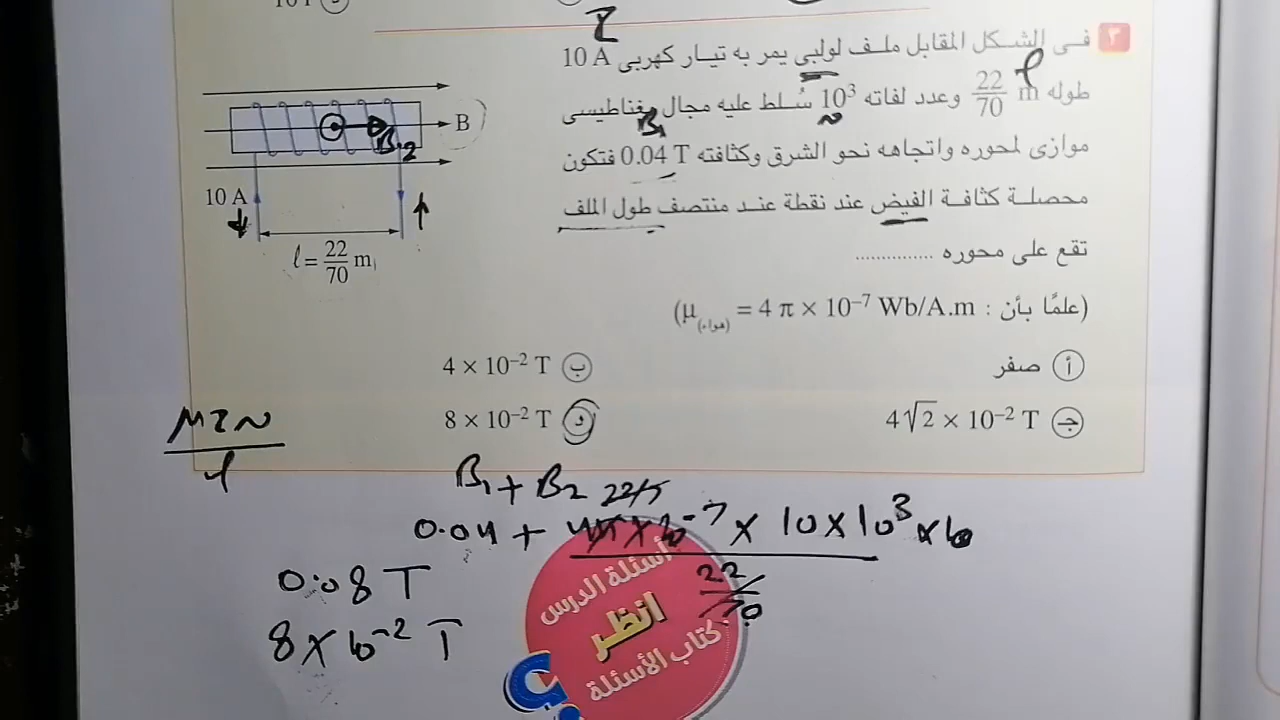 I
٣ فى الشكل المقابل ملف لولبى يمر به تيار كهربى 10 A
طوله 22/70 m وعدد لفاته 10³ سُلط عليه مجال مغناطيسى
موازى لمحوره واتجاهه نحو الشرق وكثافته 0.04 T فتكون
محصلة كثافة الفيض عند نقطة عند منتصف طول الملف
تقع على محوره ...............
(علمًا بأن : μ(هواء) = 4 π × 10⁻⁷ Wb/A.m)
أ صفر
ب 4 × 10⁻² T
جـ 4√2 × 10⁻² T
د 8 × 10⁻² T
B
B2
10 A
l = 22/70 m
l
N
B1
μIN/l
B1 + B2
0.04 + 4π × 10⁻⁷ × 10 × 10³ / 22/70
0.08 T
8 × 10⁻² T
أسئلة الدرس
انظر
كتاب الأسئلة
؟